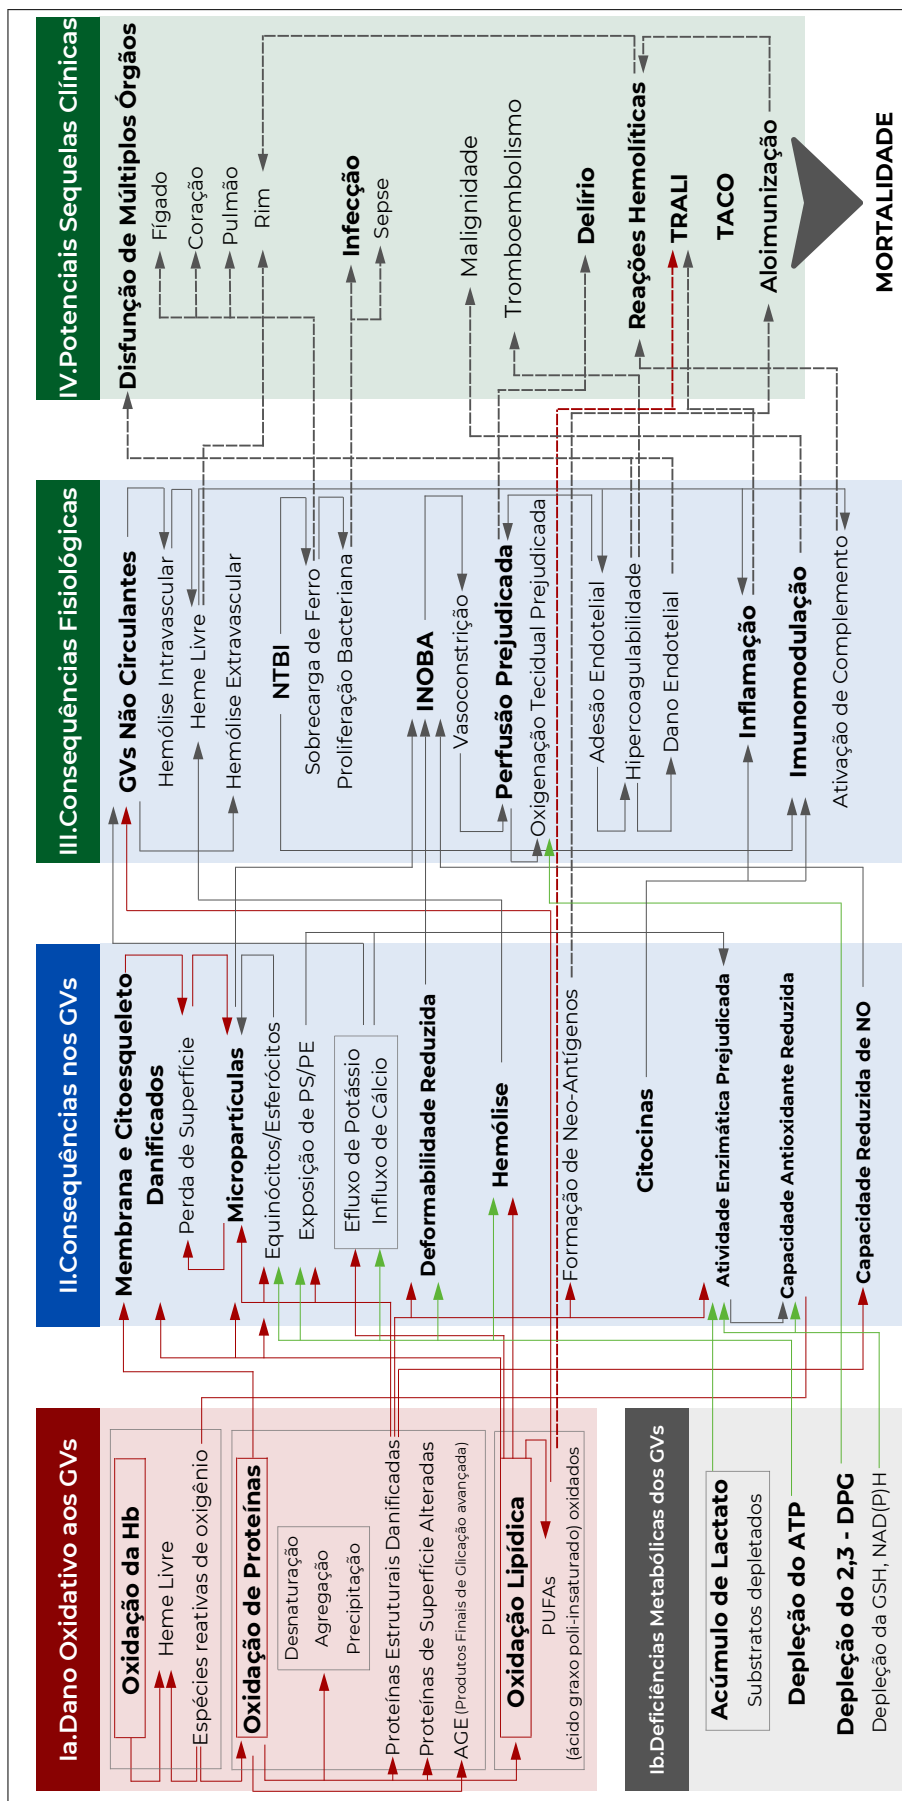 Ia.Dano Oxidativo aos GVs
Oxidação da Hb
Heme Livre
Espécies reativas de oxigênio
Oxidação de Proteínas
Desnaturação
Agregação
Precipitação
Proteínas Estruturais Danificadas
Proteínas de Superfície Alteradas
AGE (Produtos Finais de Glicação avançada)
Oxidação Lipídica
PUFAs
(ácido graxo poli-insaturado) oxidados
Ib.Deficiências Metabólicas dos GVs
Acúmulo de Lactato
Substratos depletados
Depleção do ATP
Depleção do 2,3 - DPG
Depleção da GSH, NAD(P)H
II.Consequências nos GVs
Membrana e Citoesqueleto
Danificados
Perda de Superfície
Micropartículas
Equinócitos/Esferócitos
Exposição de PS/PE
Efluxo de Potássio
Influxo de Cálcio
Deformabilidade Reduzida
Hemólise
Formação de Neo-Antígenos
Citocinas
Atividade Enzimática Prejudicada
Capacidade Antioxidante Reduzida
Capacidade Reduzida de NO
III.Consequências Fisiológicas
GVs Não Circulantes
Hemólise Intravascular
Heme Livre
Hemólise Extravascular
NTBI
Sobrecarga de Ferro
Proliferação Bacteriana
INOBA
Vasoconstrição
Perfusão Prejudicada
Oxigenação Tecidual Prejudicada
Adesão Endotelial
Hipercoagulabilidade
Dano Endotelial
Inflamação
Imunomodulação
Ativação de Complemento
IV.Potenciais Sequelas Clínicas
Disfunção de Múltiplos Órgãos
Fígado
Coração
Pulmão
Rim
Infecção
Sepse
Malignidade
Tromboembolismo
Delírio
Reações Hemolíticas
TRALI
TACO
Aloimunização
MORTALIDADE